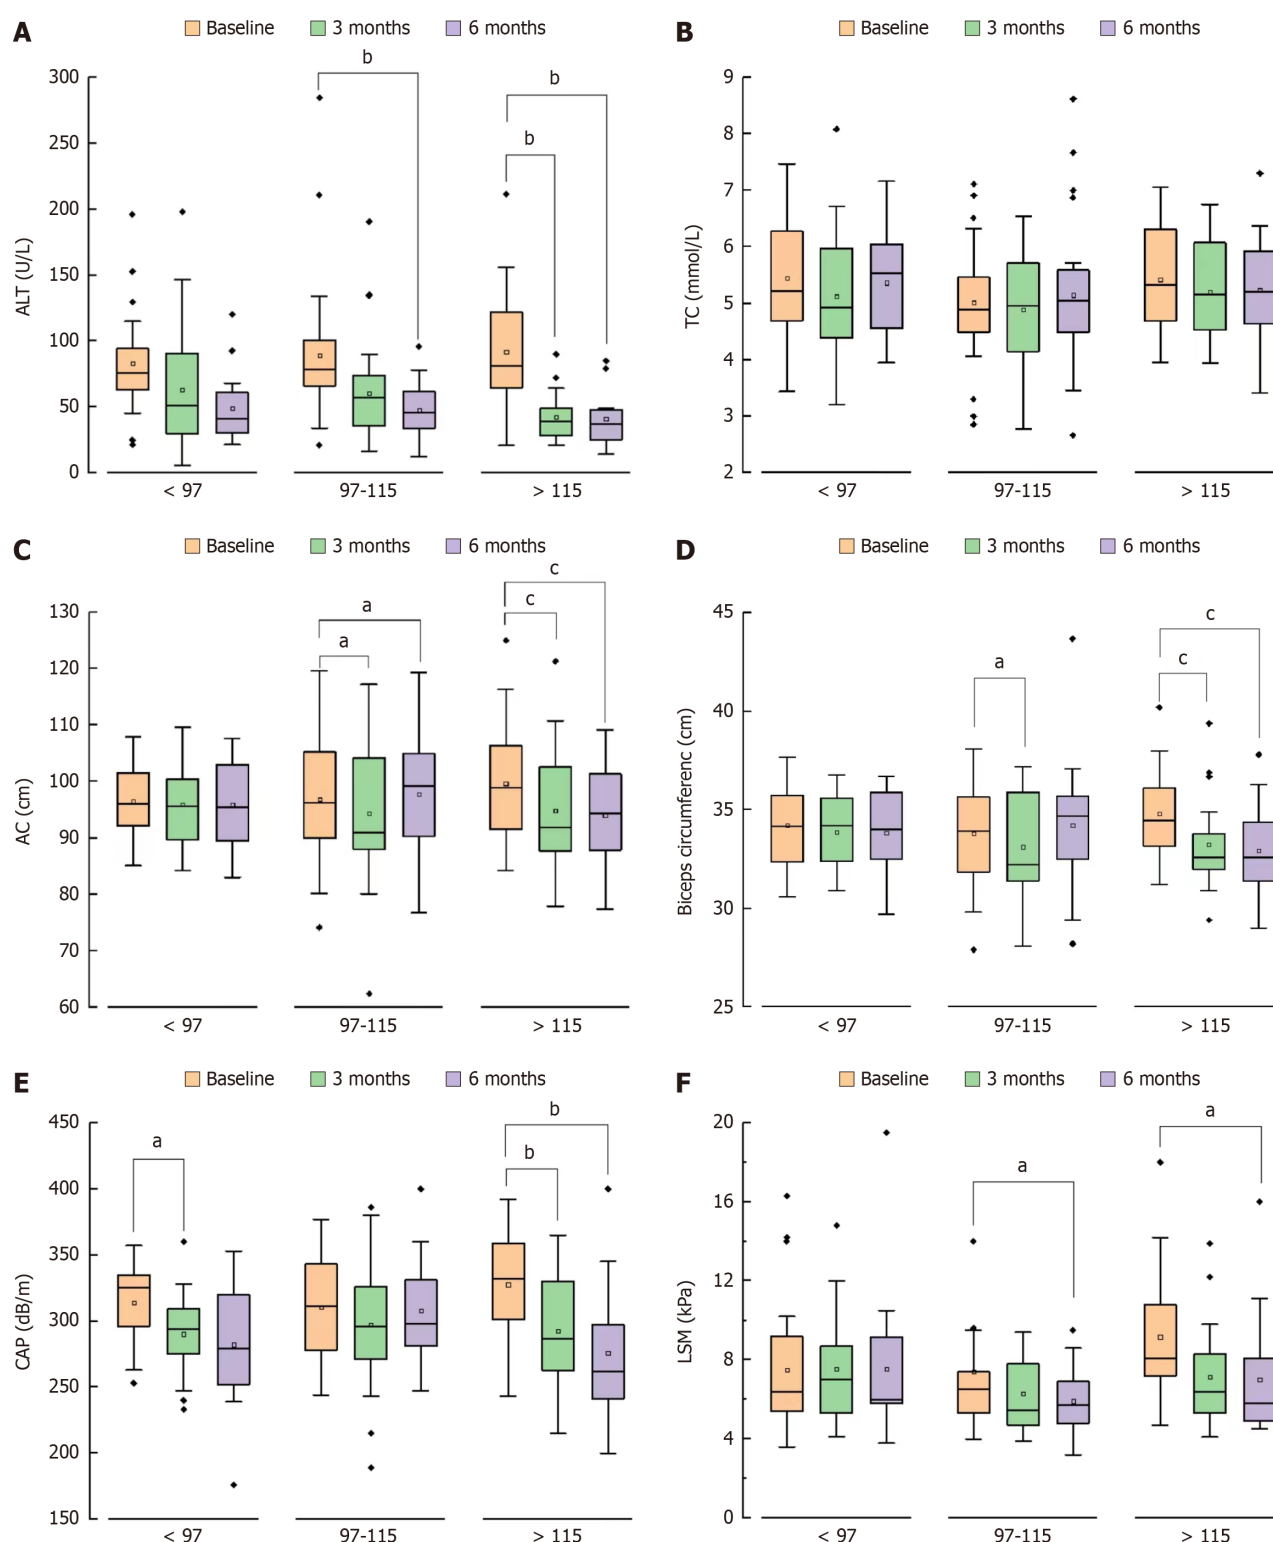 A
Baseline 3 months 6 months
b
b
b
ALT (U/L)
300
250
200
150
100
50
0
< 97 97-115 > 115
B
Baseline 3 months 6 months
TC (mmol/L)
9
8
7
6
5
4
3
2
< 97 97-115 > 115
C
Baseline 3 months 6 months
a
a
c
c
AC (cm)
130
120
110
100
90
80
70
60
< 97 97-115 > 115
D
Baseline 3 months 6 months
a
c
c
Biceps circumferenc (cm)
45
40
35
30
25
< 97 97-115 > 115
E
Baseline 3 months 6 months
a
b
b
CAP (dB/m)
450
400
350
300
250
200
150
< 97 97-115 > 115
F
Baseline 3 months 6 months
a
a
LSM (kPa)
20
16
12
8
4
0
< 97 97-115 > 115